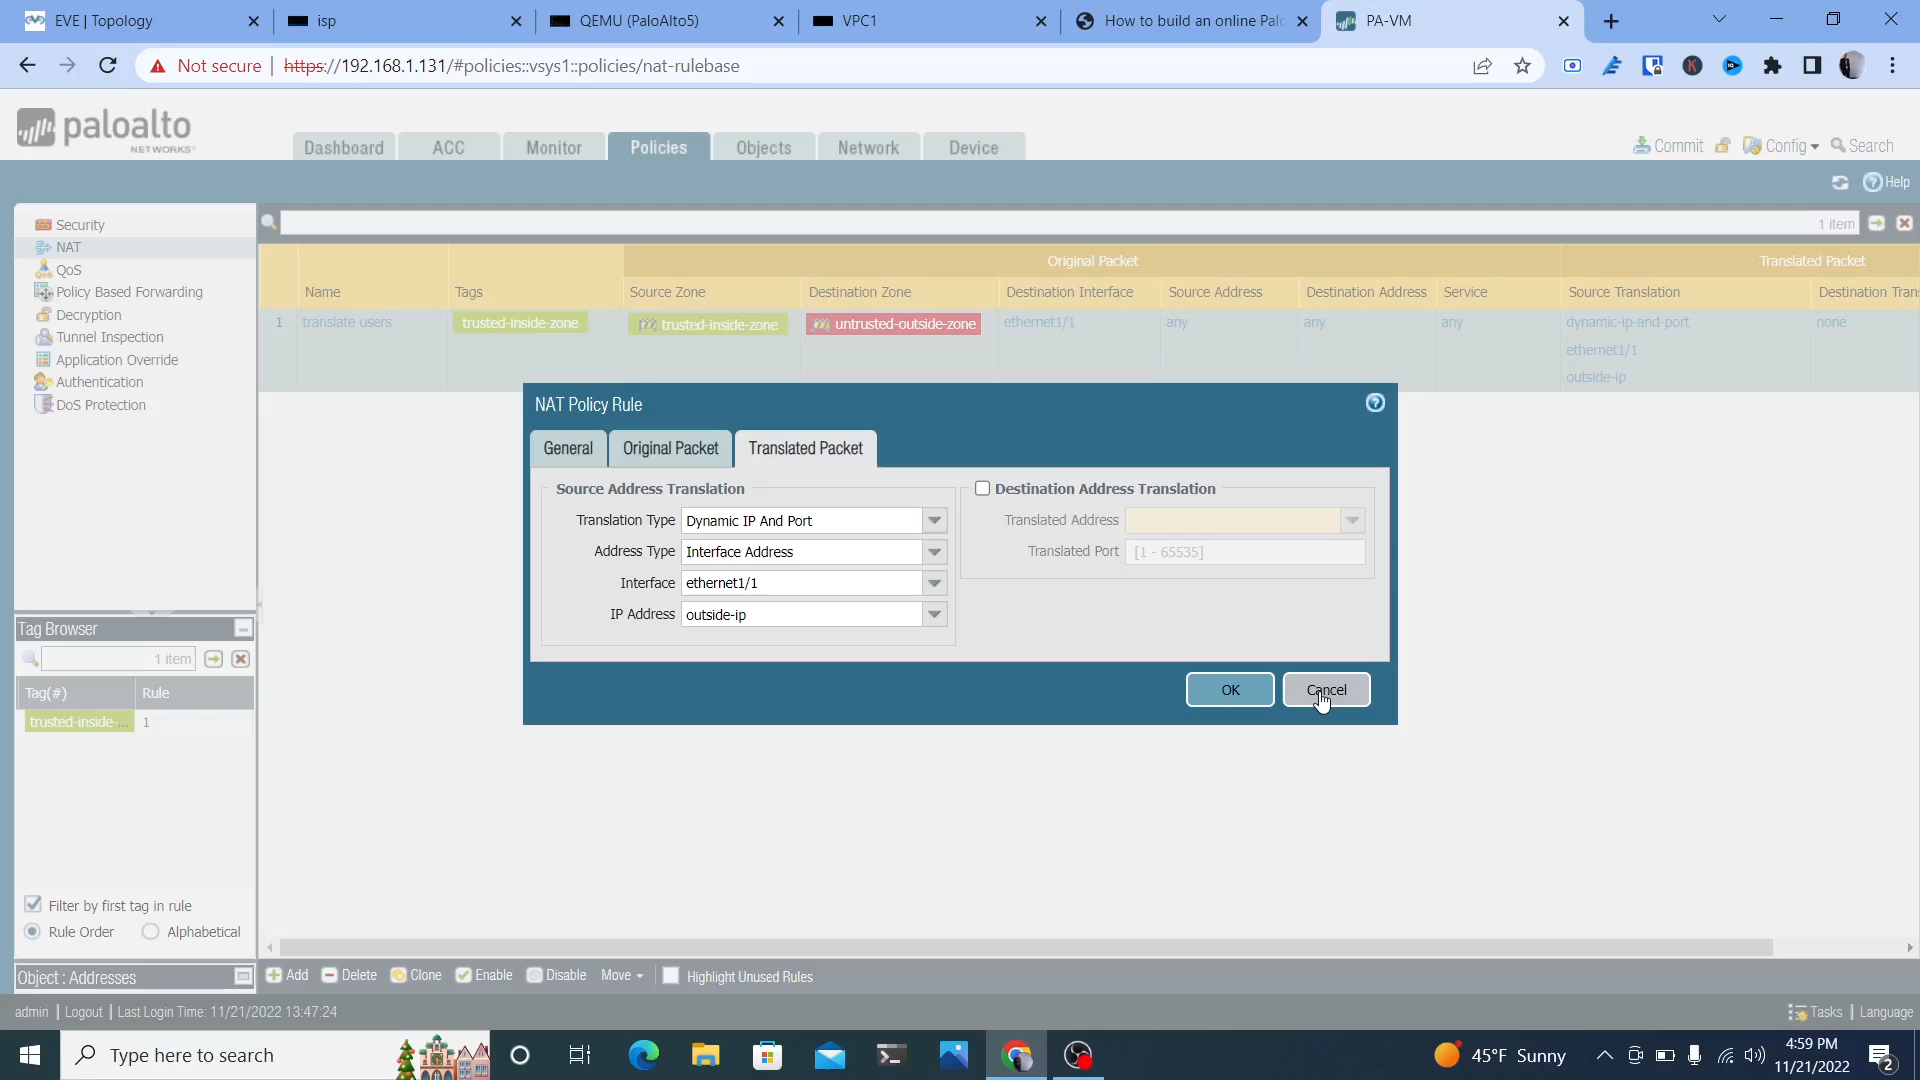 EVE | Topology
isp
QEMU (PaloAlto5)
VPC1
How to build an online Palo
PA-VM
Not secure | https://192.168.1.131/#policies::vsys1::policies/nat-rulebase
paloalto
NETWORKS
Dashboard
ACC
Monitor
Policies
Objects
Network
Device
Commit
Config
Search
Help
Security
NAT
QoS
Policy Based Forwarding
Decryption
Tunnel Inspection
Application Override
Authentication
DoS Protection
1 item
Original Packet
Translated Packet
Name
Tags
Source Zone
Destination Zone
Destination Interface
Source Address
Destination Address
Service
Source Translation
Destination Tran
1
translate users
trusted-inside-zone
trusted-inside-zone
untrusted-outside-zone
ethernet1/1
any
any
any
dynamic-ip-and-port
none
ethernet1/1
outside-ip
NAT Policy Rule
General
Original Packet
Translated Packet
Source Address Translation
Translation Type
Dynamic IP And Port
Address Type
Interface Address
Interface
ethernet1/1
IP Address
outside-ip
Destination Address Translation
Translated Address
Translated Port
[1 - 65535]
OK
Cancel
Tag Browser
1 item
Tag(#)
Rule
trusted-inside-...
1
Filter by first tag in rule
Rule Order
Alphabetical
Object : Addresses
Add
Delete
Clone
Enable
Disable
Move
Highlight Unused Rules
admin | Logout | Last Login Time: 11/21/2022 13:47:24
Tasks | Language
Type here to search
45°F Sunny
4:59 PM
11/21/2022
2